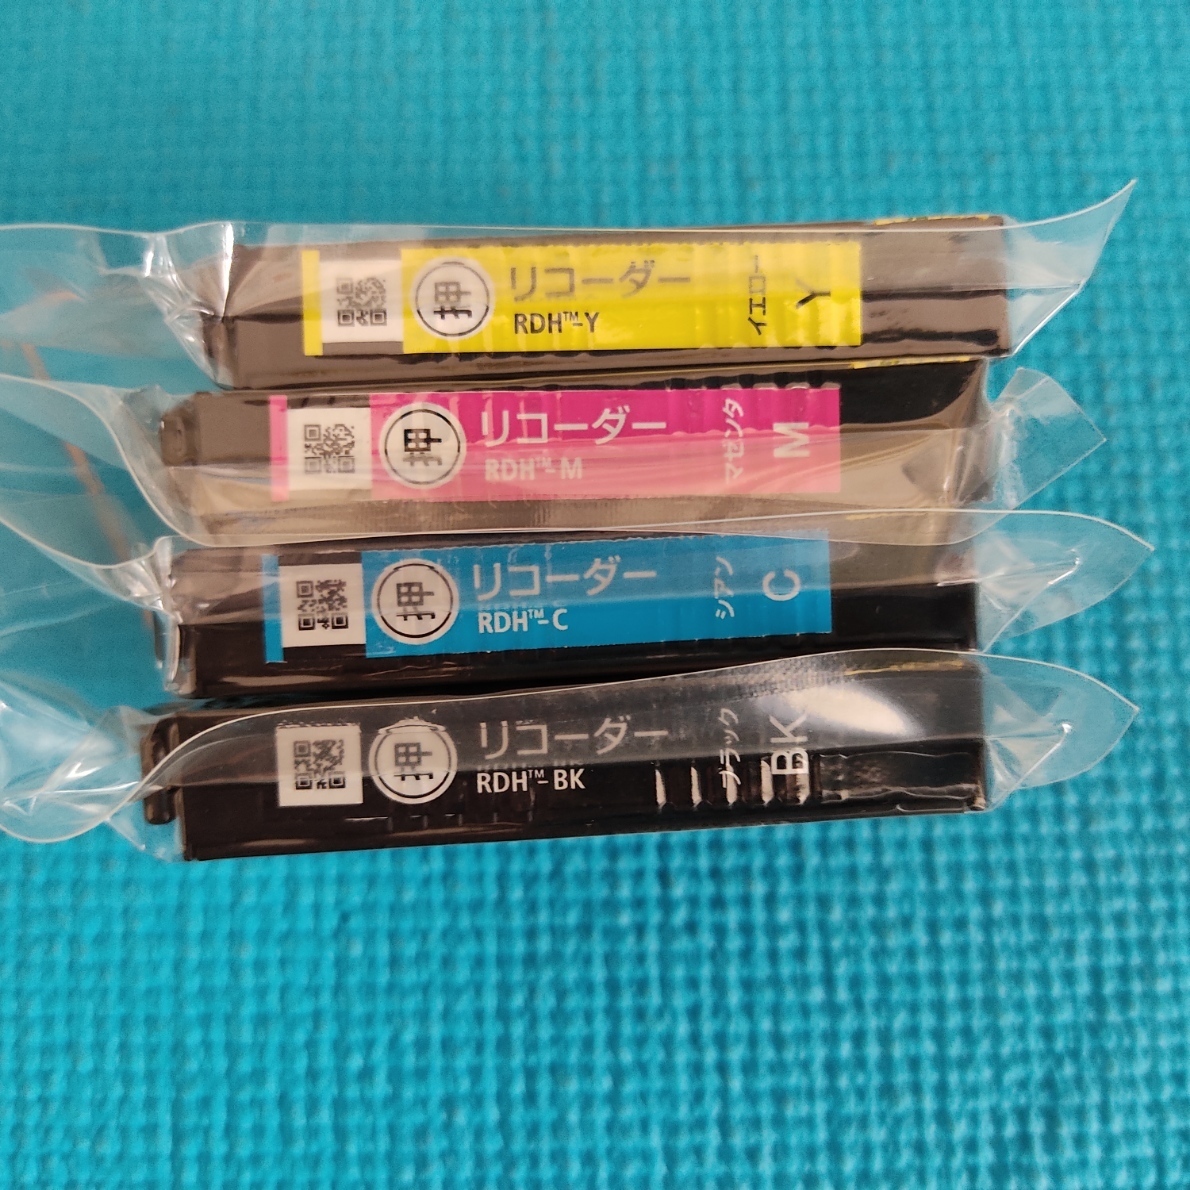 押
リコーダー
RDH™-Y
イエロー
Y
押
リコーダー
RDH™-M
マゼンタ
M
押
リコーダー
RDH™-C
シアン
C
押
リコーダー
RDH™-BK
ブラック
BK